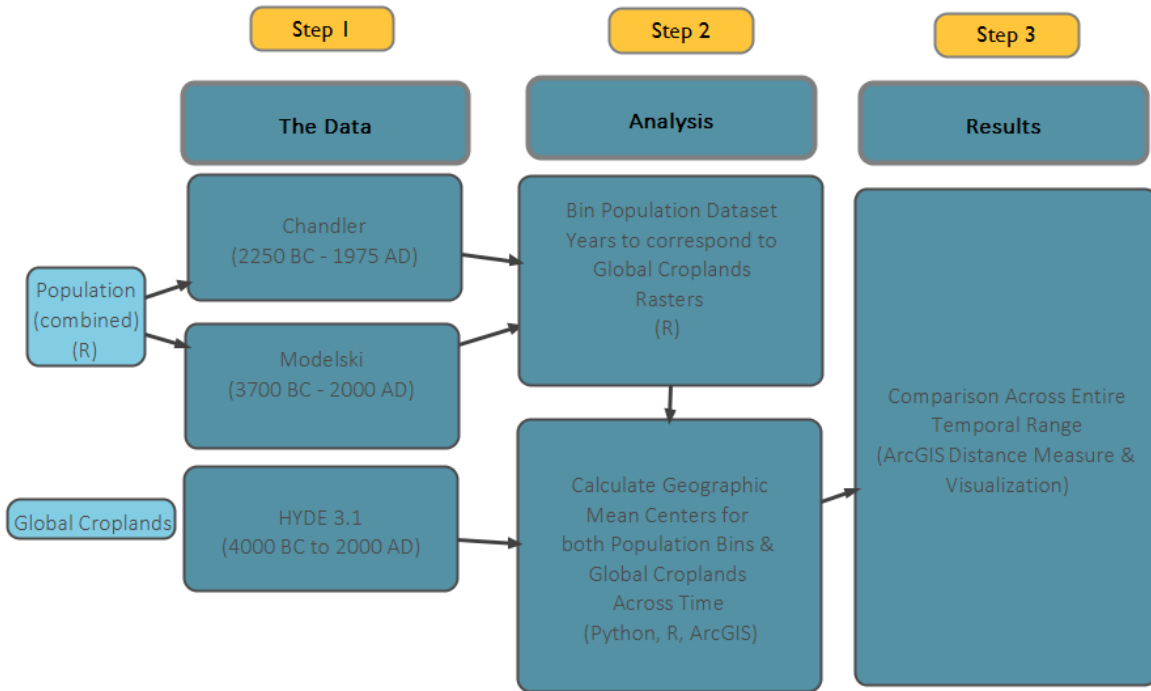 Step 1
Step 2
Step 3
The Data
Analysis
Results
Population
(combined)
(R)
Chandler
(2250 BC - 1975 AD)
Modelski
(3700 BC - 2000 AD)
Global Croplands
HYDE 3.1
(4000 BC to 2000 AD)
Bin Population Dataset
Years to correspond to
Global Croplands
Rasters
(R)
Calculate Geographic
Mean Centers for
both Population Bins &
Global Croplands
Across Time
(Python, R, ArcGIS)
Comparison Across Entire
Temporal Range
(ArcGIS Distance Measure &
Visualization)